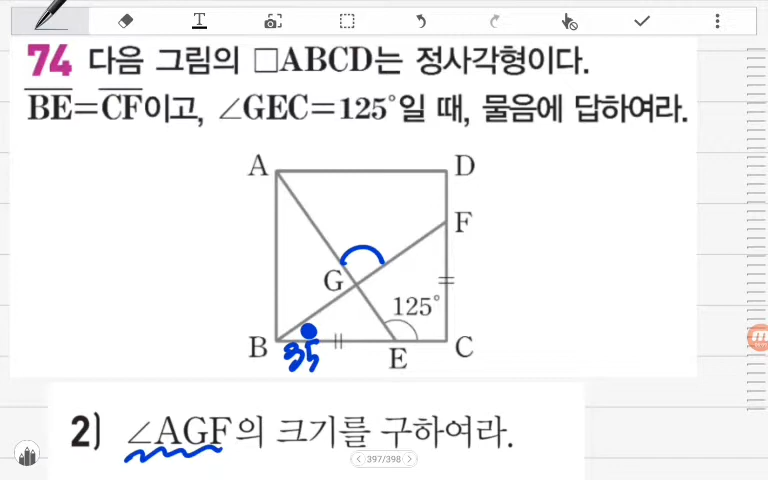 T
74 다음 그림의 □ABCD는 정사각형이다.
BE=CF이고, ∠GEC=125°일 때, 물음에 답하여라.
A
D
F
G
125°
B
35
E
C
2) ∠AGF의 크기를 구하여라.
397/398